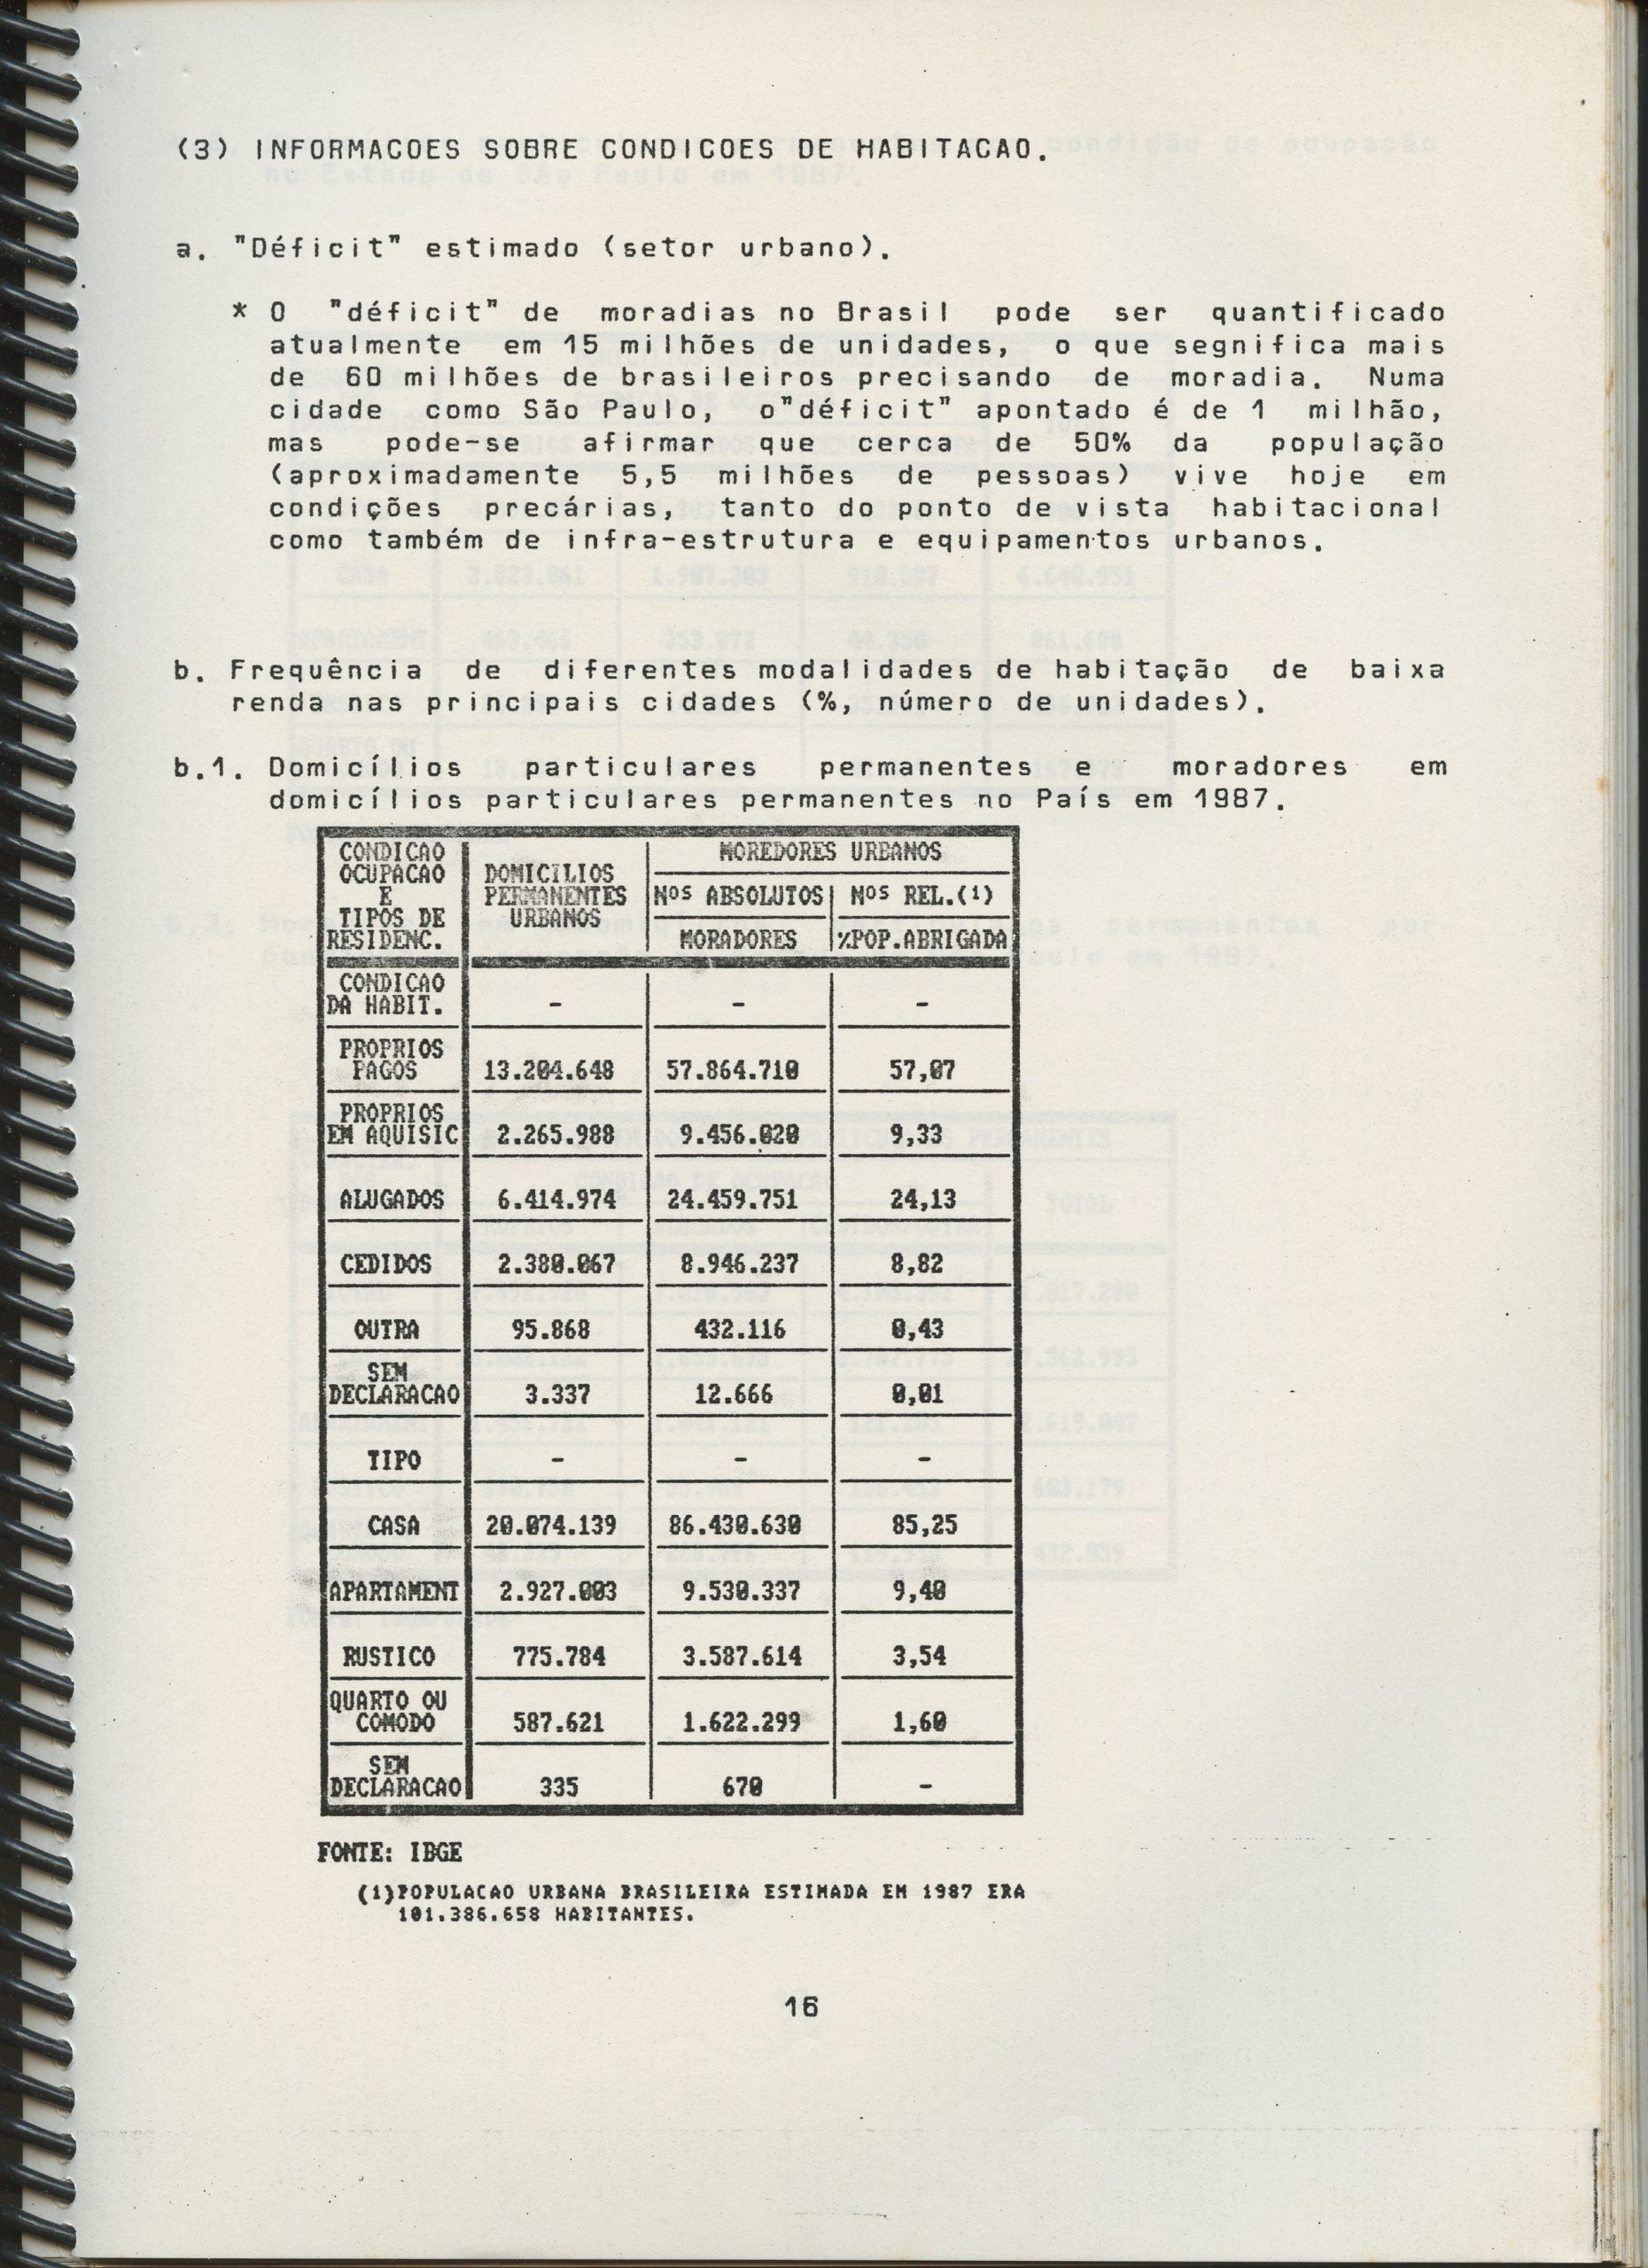 (3) INFORMACOES SOBRE CONDICOES DE HABITACAO.
a. "Déficit" estimado (setor urbano).
* O "déficit" de moradias no Brasil pode ser quantificado
atualmente em 15 milhões de unidades, o que segnifica mais
de 60 milhões de brasileiros precisando de moradia. Numa
cidade como São Paulo, o"déficit" apontado é de 1 milhão,
mas pode-se afirmar que cerca de 50% da população
(aproximadamente 5,5 milhões de pessoas) vive hoje em
condições precárias, tanto do ponto de vista habitacional
como também de infra-estrutura e equipamentos urbanos.
b. Frequência de diferentes modalidades de habitação de baixa
renda nas principais cidades (%, número de unidades).
b.1. Domicílios particulares permanentes e moradores em
domicílios particulares permanentes no País em 1987.
CONDICAO
OCUPACAO
E
TIPOS DE
RESIDENC.
DOMICILIOS
PERMANENTES
URBANOS
MOREDORES URBANOS
NOS ABSOLUTOS NOS REL.(1)
MORADORES %POP.ABRIGADA
CONDICAO
DA HABIT. - - -
PROPRIOS
PAGOS 13.204.648 57.864.710 57,07
PROPRIOS
EM AQUISIC 2.265.988 9.456.020 9,33
ALUGADOS 6.414.974 24.459.751 24,13
CEDIDOS 2.380.067 8.946.237 8,82
OUTRA 95.868 432.116 0,43
SEM
DECLARACAO 3.337 12.666 0,01
TIPO - - -
CASA 20.074.139 86.430.630 85,25
APARTAMENT 2.927.003 9.530.337 9,40
RUSTICO 775.784 3.587.614 3,54
QUARTO OU
COMODO 587.621 1.622.299 1,60
SEM
DECLARACAO 335 670 -
FONTE: IBGE
(1)POPULACAO URBANA BRASILEIRA ESTIMADA EM 1987 ERA
101.386.658 HABITANTES.
16